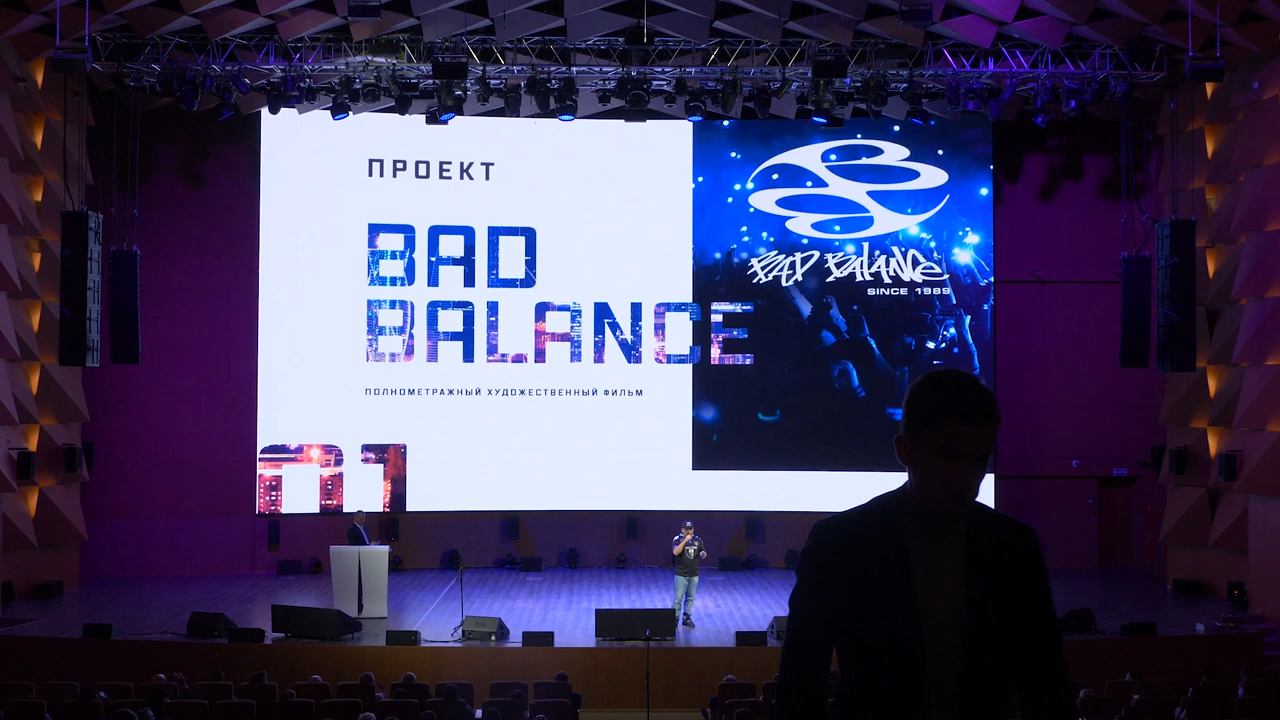 ПРОЕКТ
BAD
BALANCE
ПОЛНОМЕТРАЖНЫЙ ХУДОЖЕСТВЕННЫЙ ФИЛЬМ
01
BAD BALANCE
SINCE 1989